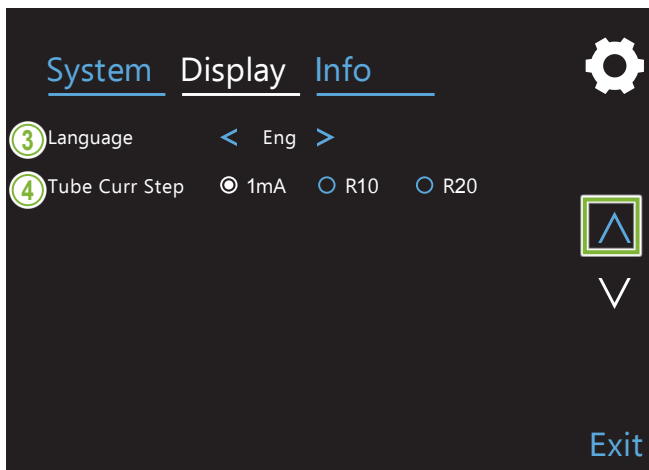 System Display Info
3 Language < Eng >
4 Tube Curr Step 1mA R10 R20
Exit